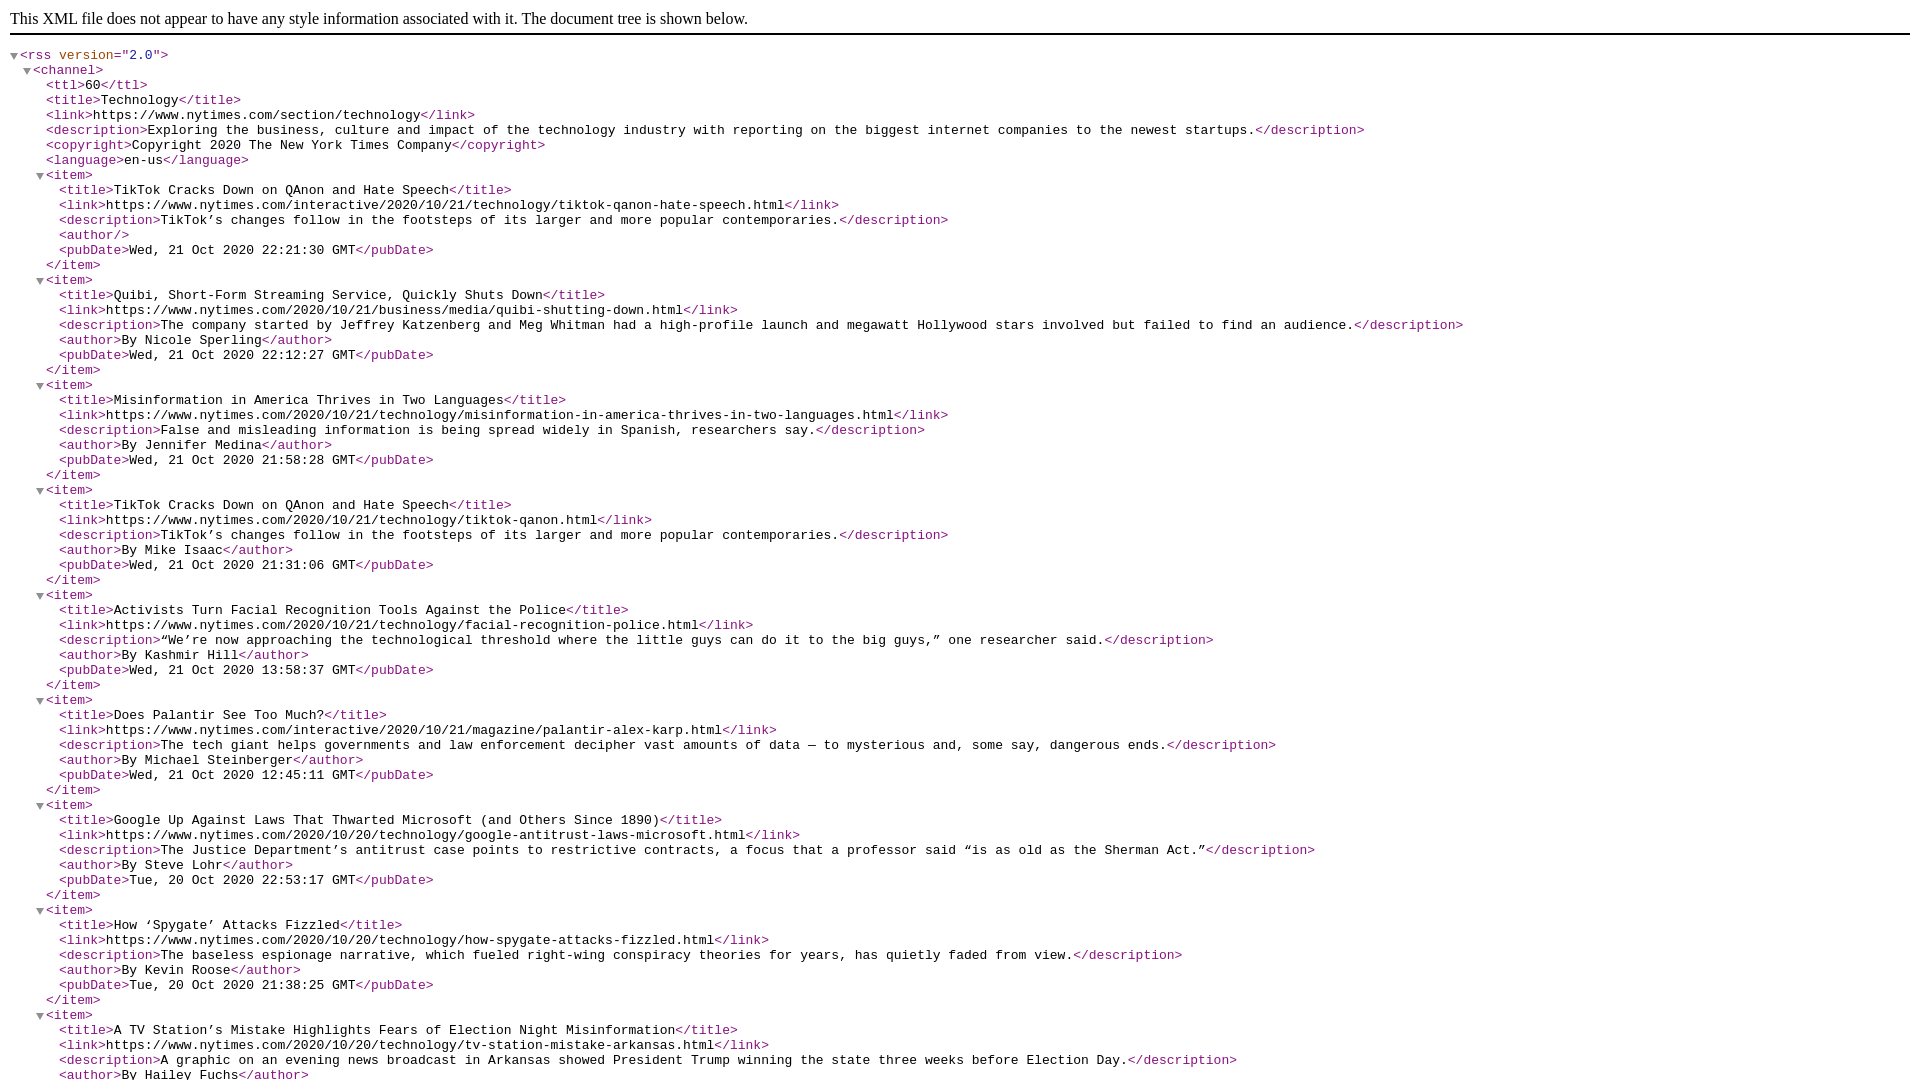 This XML file does not appear to have any style information associated with it. The document tree is shown below.
<rss version="2.0">
<channel>
<ttl>60</ttl>
<title>Technology</title>
<link>https://www.nytimes.com/section/technology</link>
<description>Exploring the business, culture and impact of the technology industry with reporting on the biggest internet companies to the newest startups.</description>
<copyright>Copyright 2020 The New York Times Company</copyright>
<language>en-us</language>
<item>
<title>TikTok Cracks Down on QAnon and Hate Speech</title>
<link>https://www.nytimes.com/interactive/2020/10/21/technology/tiktok-qanon-hate-speech.html</link>
<description>TikTok’s changes follow in the footsteps of its larger and more popular contemporaries.</description>
<author/>
<pubDate>Wed, 21 Oct 2020 22:21:30 GMT</pubDate>
</item>
<item>
<title>Quibi, Short-Form Streaming Service, Quickly Shuts Down</title>
<link>https://www.nytimes.com/2020/10/21/business/media/quibi-shutting-down.html</link>
<description>The company started by Jeffrey Katzenberg and Meg Whitman had a high-profile launch and megawatt Hollywood stars involved but failed to find an audience.</description>
<author>By Nicole Sperling</author>
<pubDate>Wed, 21 Oct 2020 22:12:27 GMT</pubDate>
</item>
<item>
<title>Misinformation in America Thrives in Two Languages</title>
<link>https://www.nytimes.com/2020/10/21/technology/misinformation-in-america-thrives-in-two-languages.html</link>
<description>False and misleading information is being spread widely in Spanish, researchers say.</description>
<author>By Jennifer Medina</author>
<pubDate>Wed, 21 Oct 2020 21:58:28 GMT</pubDate>
</item>
<item>
<title>TikTok Cracks Down on QAnon and Hate Speech</title>
<link>https://www.nytimes.com/2020/10/21/technology/tiktok-qanon.html</link>
<description>TikTok’s changes follow in the footsteps of its larger and more popular contemporaries.</description>
<author>By Mike Isaac</author>
<pubDate>Wed, 21 Oct 2020 21:31:06 GMT</pubDate>
</item>
<item>
<title>Activists Turn Facial Recognition Tools Against the Police</title>
<link>https://www.nytimes.com/2020/10/21/technology/facial-recognition-police.html</link>
<description>“We’re now approaching the technological threshold where the little guys can do it to the big guys,” one researcher said.</description>
<author>By Kashmir Hill</author>
<pubDate>Wed, 21 Oct 2020 13:58:37 GMT</pubDate>
</item>
<item>
<title>Does Palantir See Too Much?</title>
<link>https://www.nytimes.com/interactive/2020/10/21/magazine/palantir-alex-karp.html</link>
<description>The tech giant helps governments and law enforcement decipher vast amounts of data — to mysterious and, some say, dangerous ends.</description>
<author>By Michael Steinberger</author>
<pubDate>Wed, 21 Oct 2020 12:45:11 GMT</pubDate>
</item>
<item>
<title>Google Up Against Laws That Thwarted Microsoft (and Others Since 1890)</title>
<link>https://www.nytimes.com/2020/10/20/technology/google-antitrust-laws-microsoft.html</link>
<description>The Justice Department’s antitrust case points to restrictive contracts, a focus that a professor said “is as old as the Sherman Act.”</description>
<author>By Steve Lohr</author>
<pubDate>Tue, 20 Oct 2020 22:53:17 GMT</pubDate>
</item>
<item>
<title>How ‘Spygate’ Attacks Fizzled</title>
<link>https://www.nytimes.com/2020/10/20/technology/how-spygate-attacks-fizzled.html</link>
<description>The baseless espionage narrative, which fueled right-wing conspiracy theories for years, has quietly faded from view.</description>
<author>By Kevin Roose</author>
<pubDate>Tue, 20 Oct 2020 21:38:25 GMT</pubDate>
</item>
<item>
<title>A TV Station’s Mistake Highlights Fears of Election Night Misinformation</title>
<link>https://www.nytimes.com/2020/10/20/technology/tv-station-mistake-arkansas.html</link>
<description>A graphic on an evening news broadcast in Arkansas showed President Trump winning the state three weeks before Election Day.</description>
<author>By Hailey Fuchs</author>